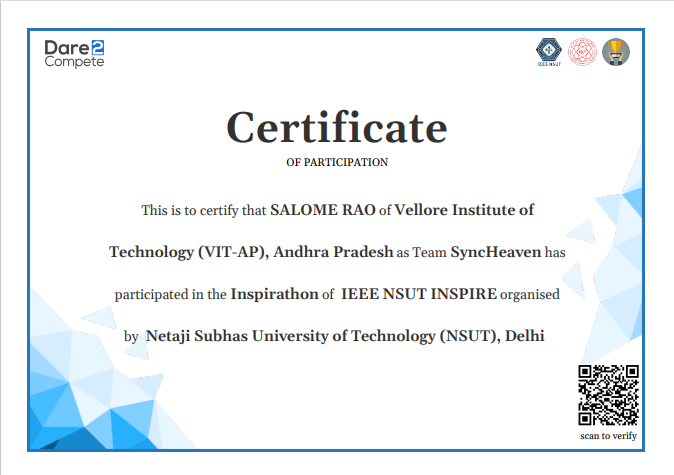 Dare2
Compete
IEEE NSUT
Certificate
OF PARTICIPATION
This is to certify that SALOME RAO of Vellore Institute of
Technology (VIT-AP), Andhra Pradesh as Team SyncHeaven has
participated in the Inspirathon of IEEE NSUT INSPIRE organised
by Netaji Subhas University of Technology (NSUT), Delhi
scan to verify